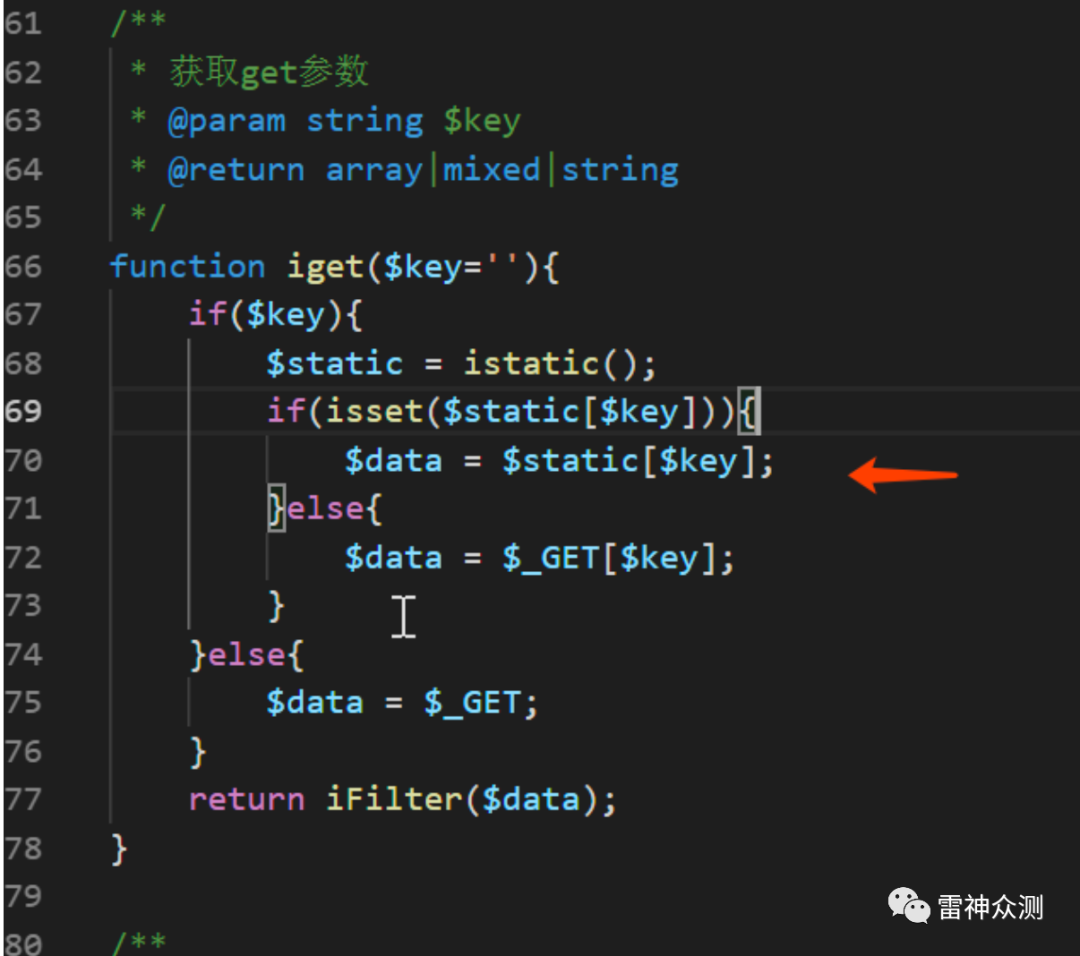 61 /**
62 * 获取get参数
63 * @param string $key
64 * @return array|mixed|string
65 */
66 function iget($key=''){
67 if($key){
68 $static = istatic();
69 if(isset($static[$key])){
70 $data = $static[$key];
71 }else{
72 $data = $_GET[$key];
73 }
74 }else{
75 $data = $_GET;
76 }
77 return iFilter($data);
78 }
79
80 /**
雷神众测